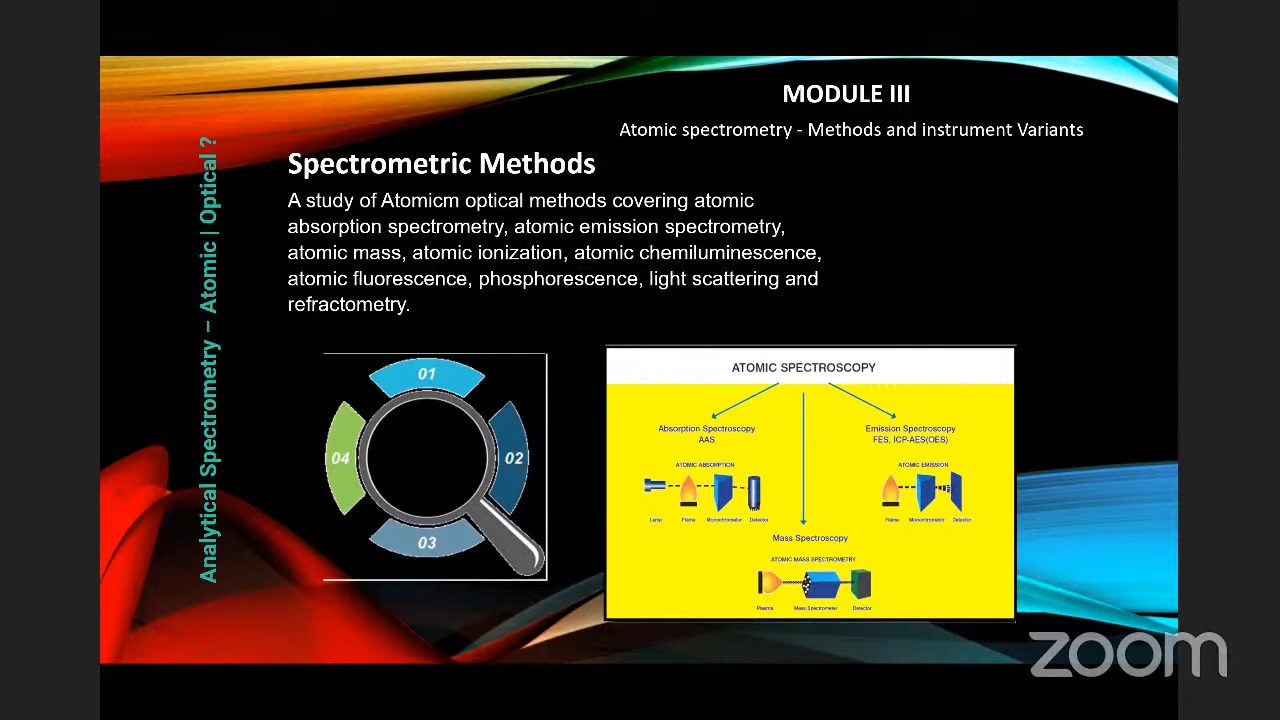 MODULE III
Atomic spectrometry - Methods and instrument Variants
Analytical Spectrometry – Atomic | Optical ?
Spectrometric Methods
A study of Atomicm optical methods covering atomic
absorption spectrometry, atomic emission spectrometry,
atomic mass, atomic ionization, atomic chemiluminescence,
atomic fluorescence, phosphorescence, light scattering and
refractometry.
01
02
03
04
ATOMIC SPECTROSCOPY
Absorption Spectroscopy
AAS
ATOMIC ABSORPTION
Lamp Flame Monochromator Detector
Emission Spectroscopy
FES, ICP-AES(OES)
ATOMIC EMISSION
Flame Monochromator Detector
Mass Spectroscopy
ATOMIC MASS SPECTROMETRY
Plasma Mass Spectrometer Detector
zoom